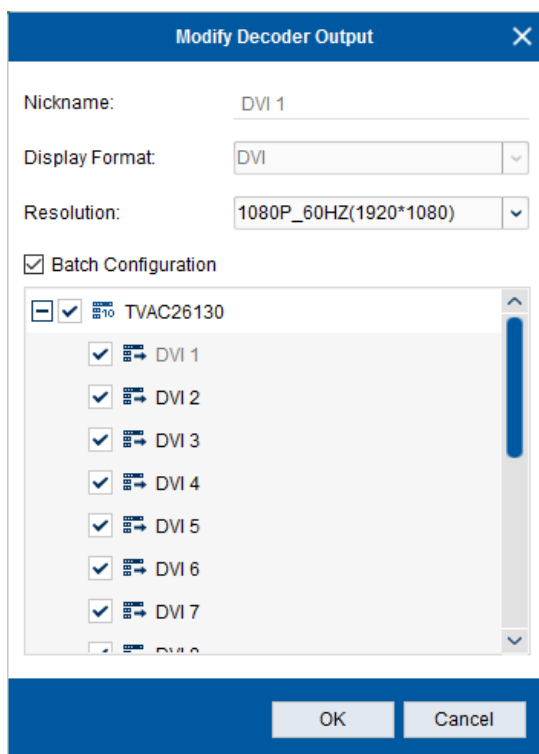 Modify Decoder Output
Nickname: DVI 1
Display Format: DVI
Resolution: 1080P_60HZ(1920*1080)
Batch Configuration
TVAC26130
DVI 1
DVI 2
DVI 3
DVI 4
DVI 5
DVI 6
DVI 7
OK Cancel